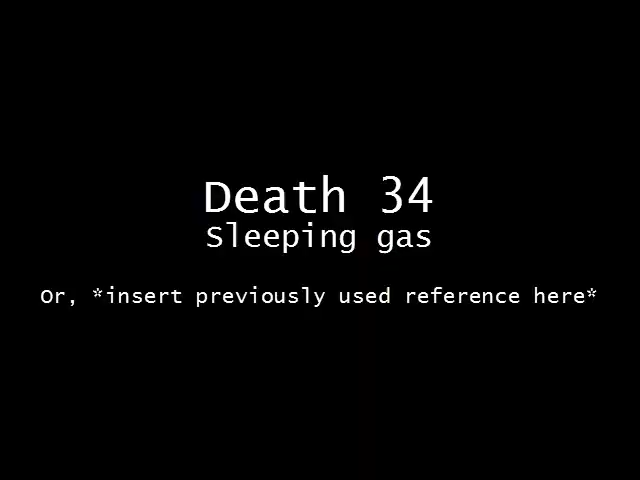 Death 34
Sleeping gas
Or, *insert previously used reference here*